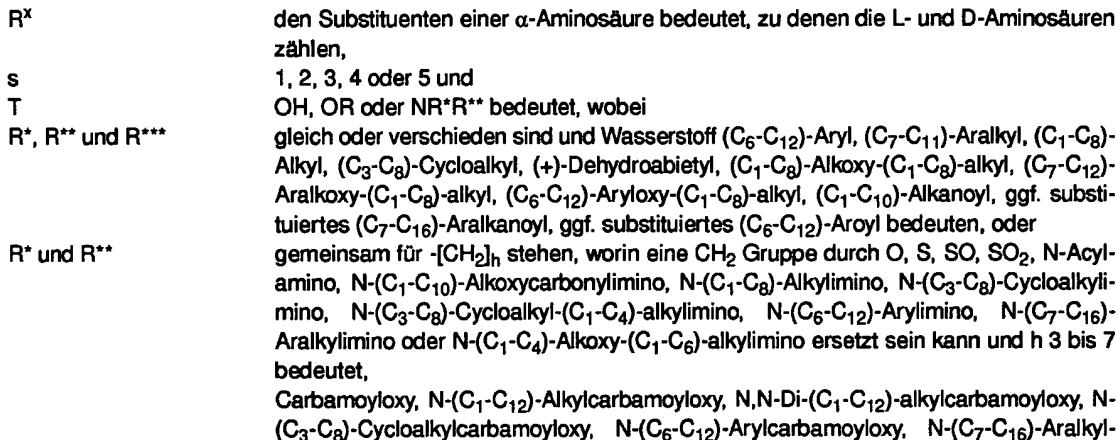 Rˣ den Substituenten einer α-Aminosäure bedeutet, zu denen die L- und D-Aminosäuren
zählen,
s 1, 2, 3, 4 oder 5 und
T OH, OR oder NR*R** bedeutet, wobei
R*, R** und R*** gleich oder verschieden sind und Wasserstoff (C₆-C₁₂)-Aryl, (C₇-C₁₁)-Aralkyl, (C₁-C₈)-
Alkyl, (C₃-C₈)-Cycloalkyl, (+)-Dehydroabietyl, (C₁-C₈)-Alkoxy-(C₁-C₈)-alkyl, (C₇-C₁₂)-
Aralkoxy-(C₁-C₈)-alkyl, (C₆-C₁₂)-Aryloxy-(C₁-C₈)-alkyl, (C₁-C₁₀)-Alkanoyl, ggf. substi-
tuiertes (C₇-C₁₆)-Aralkanoyl, ggf. substituiertes (C₆-C₁₂)-Aroyl bedeuten, oder
R* und R** gemeinsam für -[CH₂]ₕ stehen, worin eine CH₂ Gruppe durch O, S, SO, SO₂, N-Acyl-
amino, N-(C₁-C₁₀)-Alkoxycarbonylimino, N-(C₁-C₈)-Alkylimino, N-(C₃-C₈)-Cycloalkyli-
mino, N-(C₃-C₈)-Cycloalkyl-(C₁-C₄)-alkylimino, N-(C₆-C₁₂)-Arylimino, N-(C₇-C₁₆)-
Aralkylimino oder N-(C₁-C₄)-Alkoxy-(C₁-C₆)-alkylimino ersetzt sein kann und h 3 bis 7
bedeutet,
Carbamoyloxy, N-(C₁-C₁₂)-Alkylcarbamoyloxy, N,N-Di-(C₁-C₁₂)-alkylcarbamoyloxy, N-
(C₃-C₈)-Cycloalkylcarbamoyloxy, N-(C₆-C₁₂)-Arylcarbamoyloxy, N-(C₇-C₁₆)-Aralkyl-